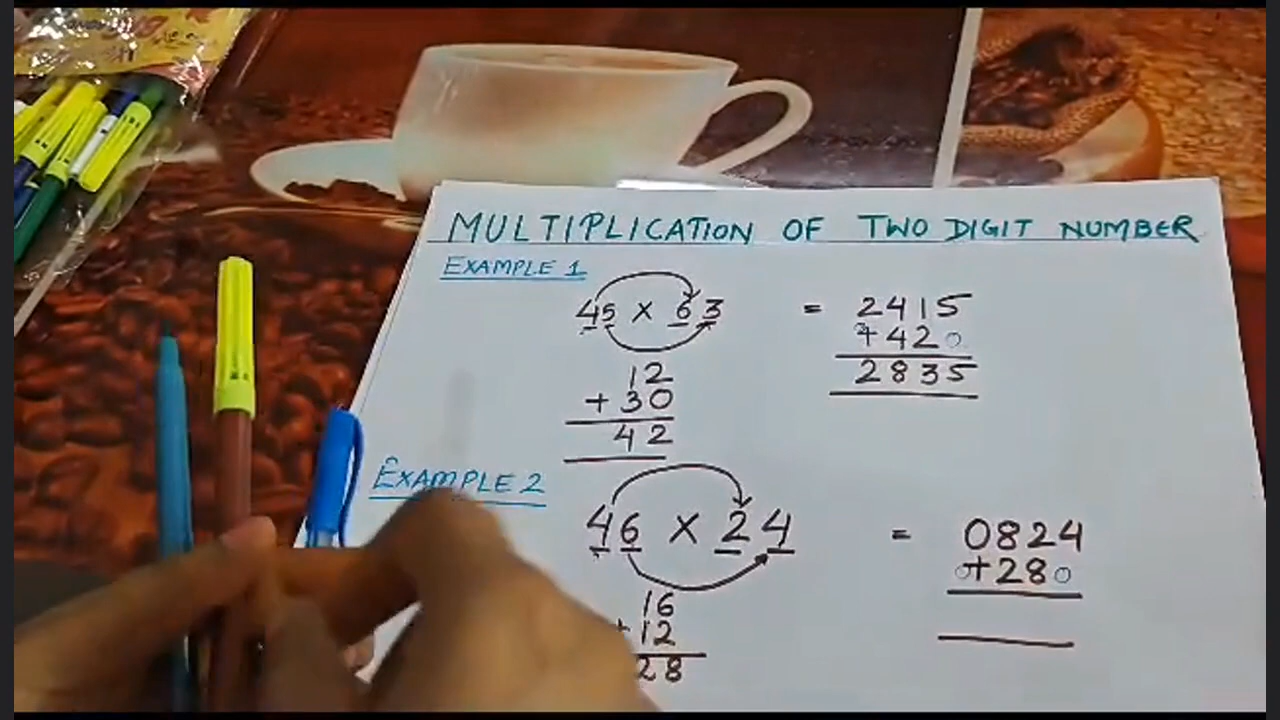 MULTIPLICATION OF TWO DIGIT NUMBER
EXAMPLE 1
45 X 63 = 2415
+420
2835
12
+30
42
EXAMPLE 2
46 X 24 = 0824
0+280
16
+12
28